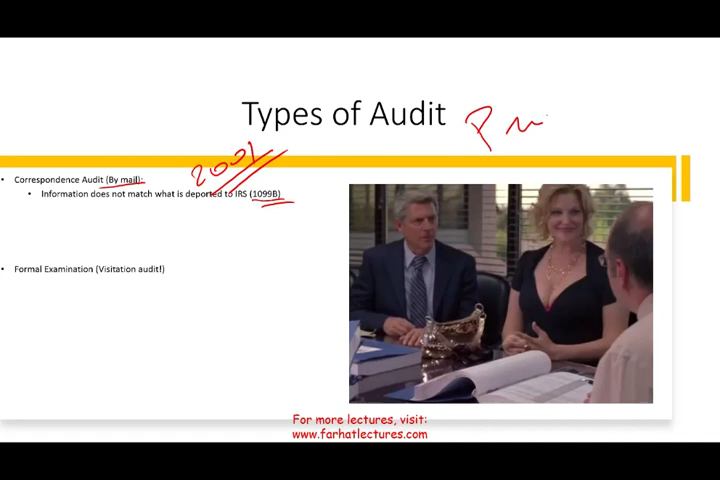 Types of Audit
2001
• Correspondence Audit (By mail):
• Information does not match what is deported to IRS (1099B)
• Formal Examination (Visitation audit!)
For more lectures, visit:
www.farhatlectures.com